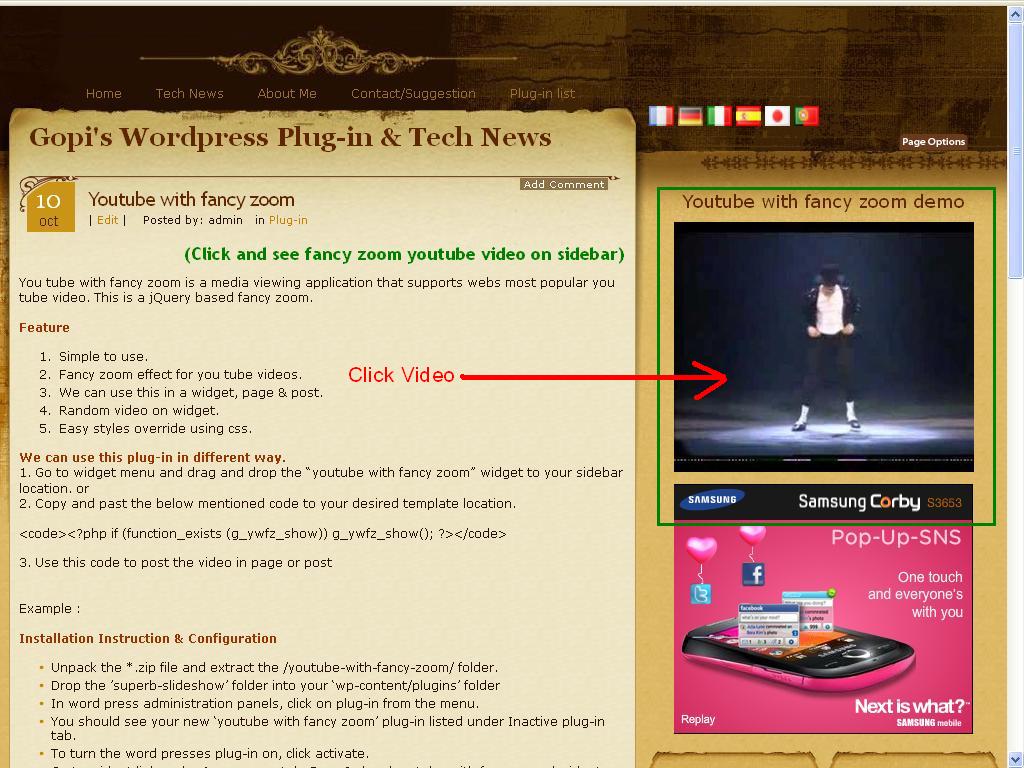 Home Tech News About Me Contact/Suggestion Plug-in list
Page Options
Gopi's Wordpress Plug-in & Tech News
Add Comment
10
oct
Youtube with fancy zoom
| Edit | Posted by: admin in Plug-in
(Click and see fancy zoom youtube video on sidebar)
You tube with fancy zoom is a media viewing application that supports webs most popular you
tube video. This is a jQuery based fancy zoom.
Feature
1. Simple to use.
2. Fancy zoom effect for you tube videos.
3. We can use this in a widget, page & post.
4. Random video on widget.
5. Easy styles override using css.
Click Video
We can use this plug-in in different way.
1. Go to widget menu and drag and drop the “youtube with fancy zoom” widget to your sidebar
location. or
2. Copy and past the below mentioned code to your desired template location.
<code><?php if (function_exists (g_ywfz_show)) g_ywfz_show(); ?></code>
3. Use this code to post the video in page or post
Example :
Installation Instruction & Configuration
• Unpack the *.zip file and extract the /youtube-with-fancy-zoom/ folder.
• Drop the ’superb-slideshow’ folder into your ‘wp-content/plugins’ folder
• In word press administration panels, click on plug-in from the menu.
• You should see your new ‘youtube with fancy zoom’ plug-in listed under Inactive plug-in
tab.
• To turn the word presses plug-in on, click activate.
Youtube with fancy zoom demo
SAMSUNG Samsung Corby S3653
Pop-Up-SNS
One touch
and everyone's
with you
facebook
Next is what?™
SAMSUNG mobile
Replay